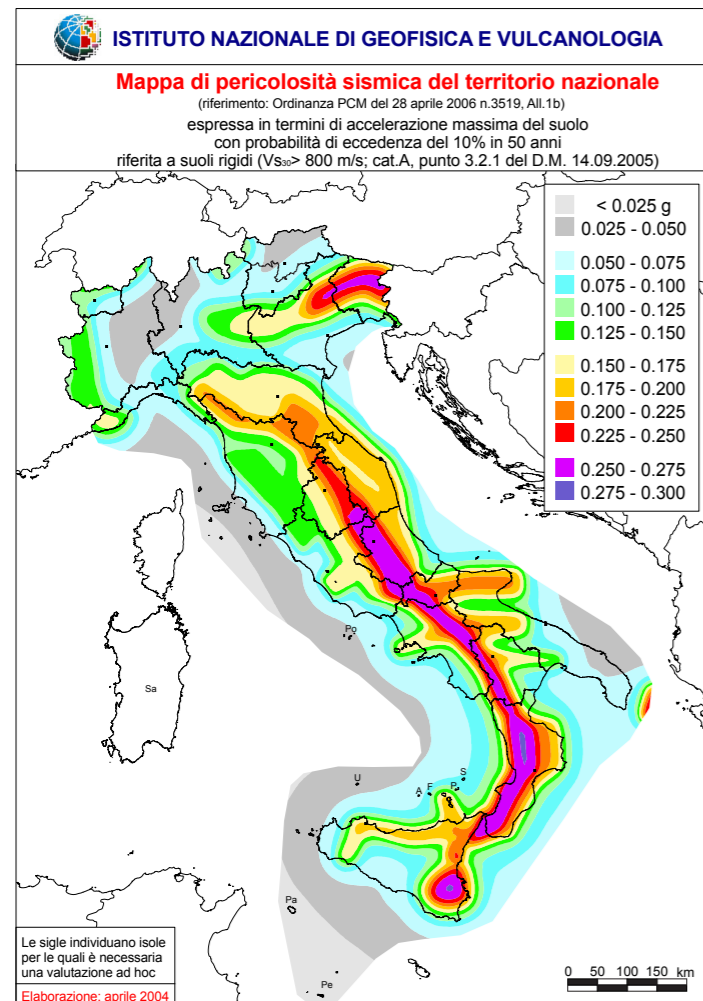 ISTITUTO NAZIONALE DI GEOFISICA E VULCANOLOGIA
Mappa di pericolosità sismica del territorio nazionale
(riferimento: Ordinanza PCM del 28 aprile 2006 n.3519, All.1b)
espressa in termini di accelerazione massima del suolo
con probabilità di eccedenza del 10% in 50 anni
riferita a suoli rigidi (Vs30> 800 m/s; cat.A, punto 3.2.1 del D.M. 14.09.2005)
< 0.025 g
0.025 - 0.050
0.050 - 0.075
0.075 - 0.100
0.100 - 0.125
0.125 - 0.150
0.150 - 0.175
0.175 - 0.200
0.200 - 0.225
0.225 - 0.250
0.250 - 0.275
0.275 - 0.300
Po
Sa
U
S
A
F
P
Pa
Pe
Le sigle individuano isole
per le quali è necessaria
una valutazione ad hoc
Elaborazione: aprile 2004
0 50 100 150 km